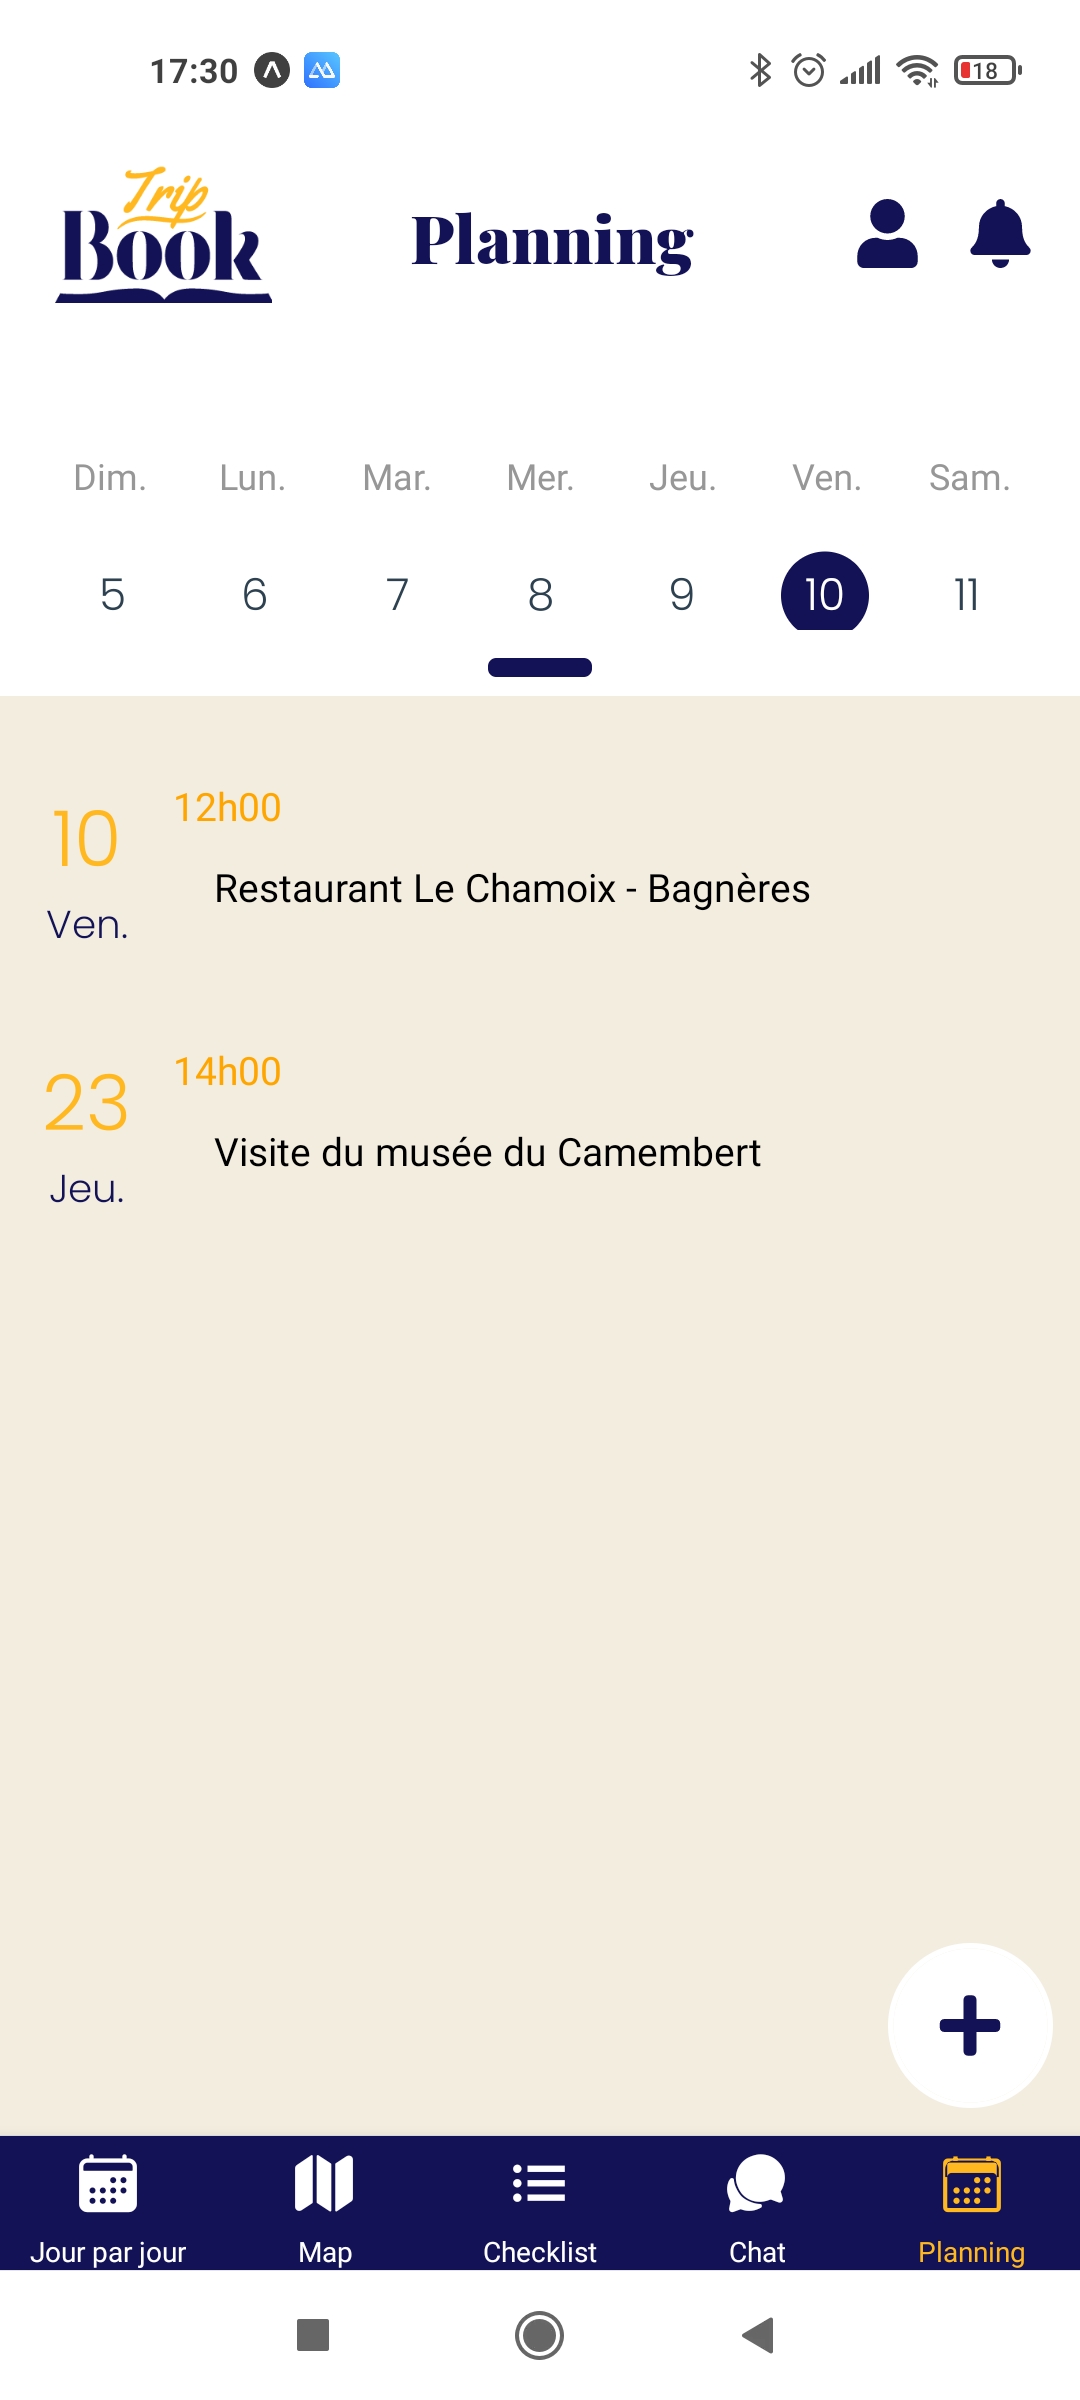 17:30
18
Trip
Book
Planning
Dim. Lun. Mar. Mer. Jeu. Ven. Sam.
5 6 7 8 9 10 11
12h00
10
Restaurant Le Chamoix - Bagnères
Ven.
14h00
23
Visite du musée du Camembert
Jeu.
Jour par jour Map Checklist Chat Planning